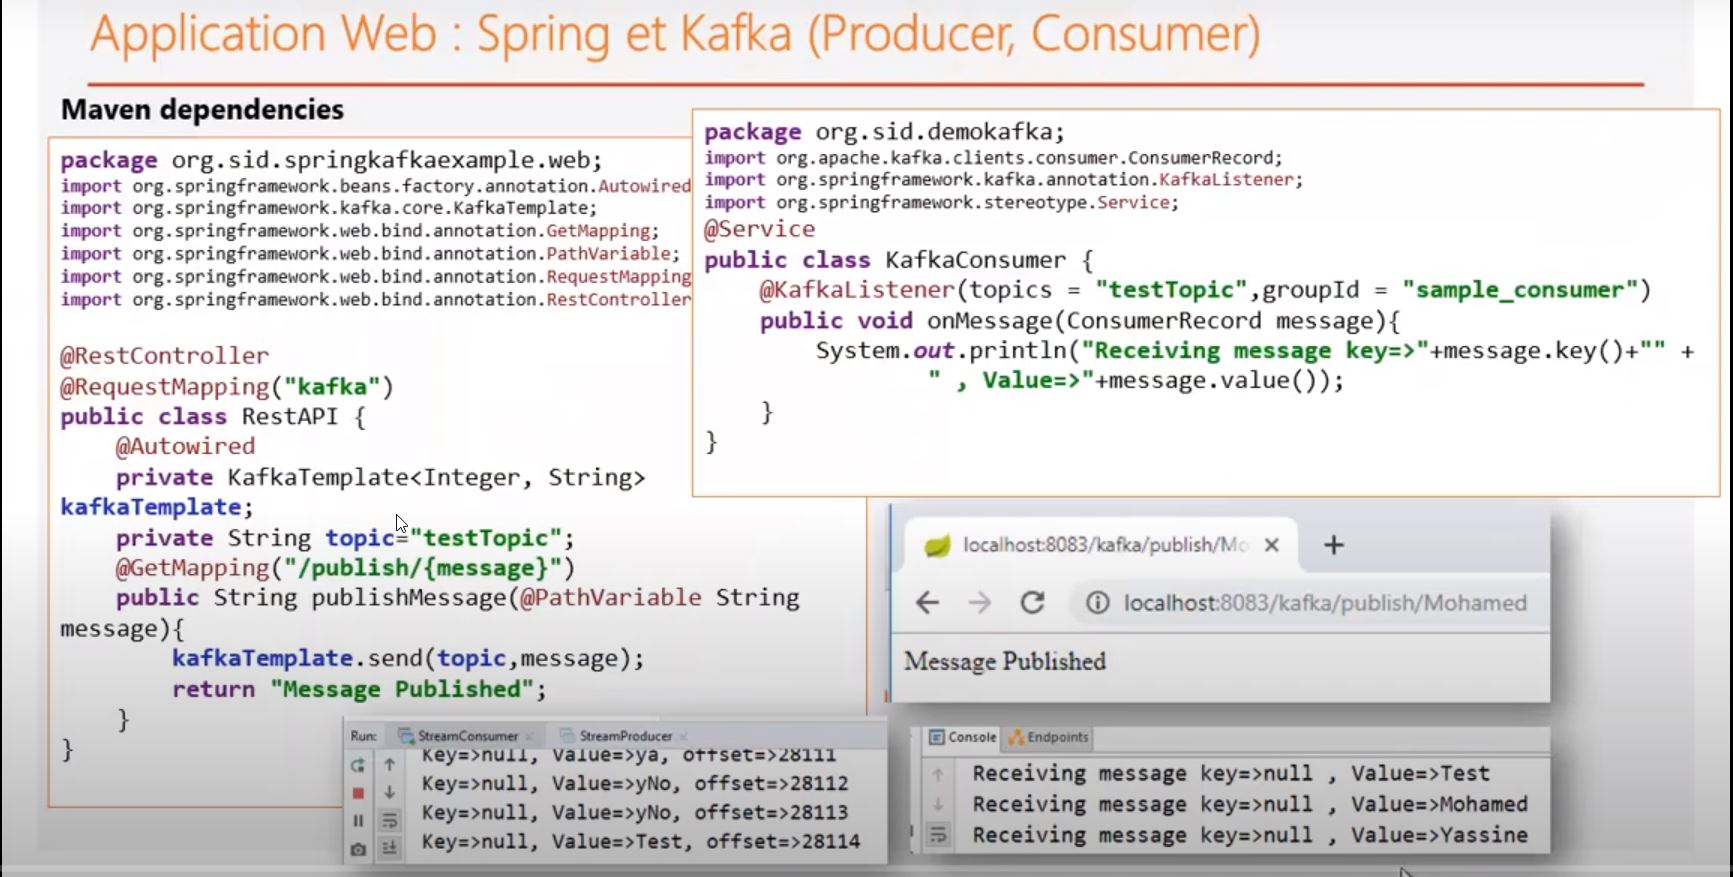 Application Web : Spring et Kafka (Producer, Consumer)
Maven dependencies
package org.sid.springkafkaexample.web;
import org.springframework.beans.factory.annotation.Autowired
import org.springframework.kafka.core.KafkaTemplate;
import org.springframework.web.bind.annotation.GetMapping;
import org.springframework.web.bind.annotation.PathVariable;
import org.springframework.web.bind.annotation.RequestMapping
import org.springframework.web.bind.annotation.RestController
@RestController
@RequestMapping("kafka")
public class RestAPI {
@Autowired
private KafkaTemplate<Integer, String>
kafkaTemplate;
private String topic="testTopic";
@GetMapping("/publish/{message}")
public String publishMessage(@PathVariable String
message){
kafkaTemplate.send(topic,message);
return "Message Published";
}
}
package org.sid.demokafka;
import org.apache.kafka.clients.consumer.ConsumerRecord;
import org.springframework.kafka.annotation.KafkaListener;
import org.springframework.stereotype.Service;
@Service
public class KafkaConsumer {
@KafkaListener(topics = "testTopic",groupId = "sample_consumer")
public void onMessage(ConsumerRecord message){
System.out.println("Receiving message key=>"+message.key()+"" +
" , Value=>"+message.value());
}
}
localhost:8083/kafka/publish/Mo
localhost:8083/kafka/publish/Mohamed
Message Published
Run: StreamConsumer StreamProducer
Key=>null, Value=>ya, offset=>28111
Key=>null, Value=>yNo, offset=>28112
Key=>null, Value=>yNo, offset=>28113
Key=>null, Value=>Test, offset=>28114
Console Endpoints
Receiving message key=>null , Value=>Test
Receiving message key=>null , Value=>Mohamed
Receiving message key=>null , Value=>Yassine